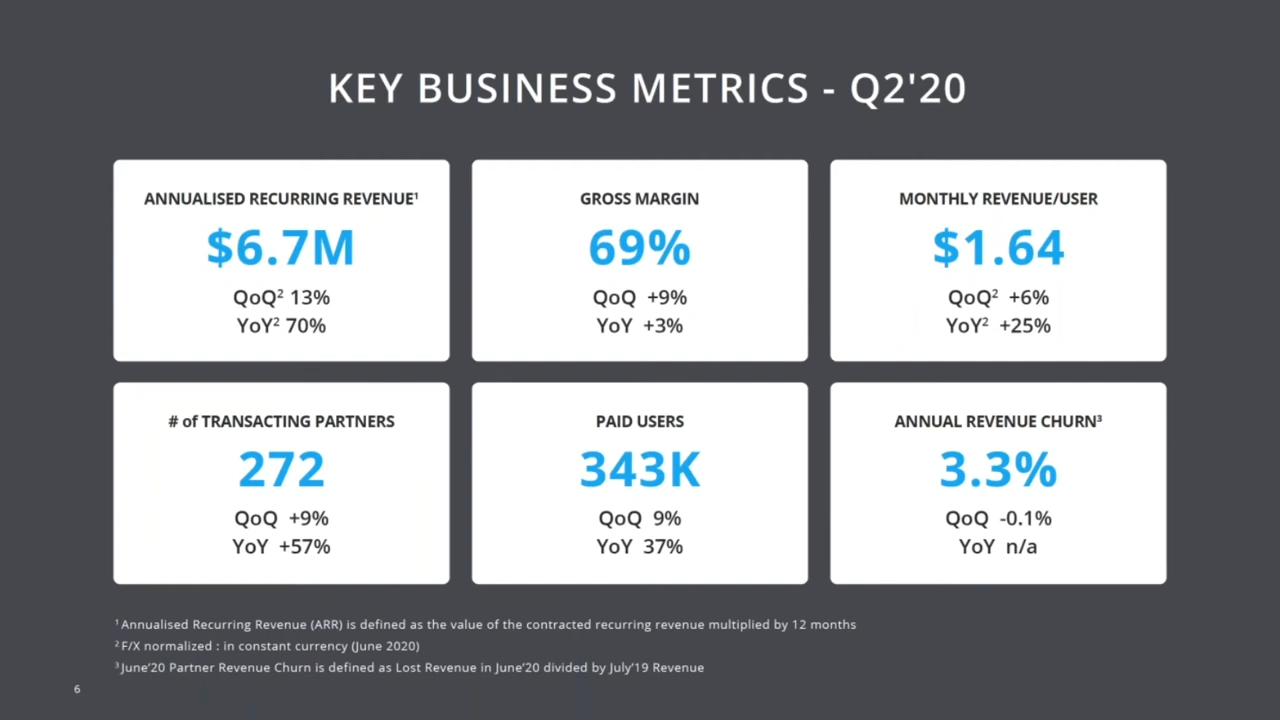 KEY BUSINESS METRICS - Q2'20
ANNUALISED RECURRING REVENUE¹
$6.7M
QoQ² 13%
YoY² 70%
GROSS MARGIN
69%
QoQ +9%
YoY +3%
MONTHLY REVENUE/USER
$1.64
QoQ² +6%
YoY² +25%
# of TRANSACTING PARTNERS
272
QoQ +9%
YoY +57%
PAID USERS
343K
QoQ 9%
YoY 37%
ANNUAL REVENUE CHURN³
3.3%
QoQ -0.1%
YoY n/a
¹ Annualised Recurring Revenue (ARR) is defined as the value of the contracted recurring revenue multiplied by 12 months
² F/X normalized : in constant currency (June 2020)
³ June’20 Partner Revenue Churn is defined as Lost Revenue in June’20 divided by July’19 Revenue
6